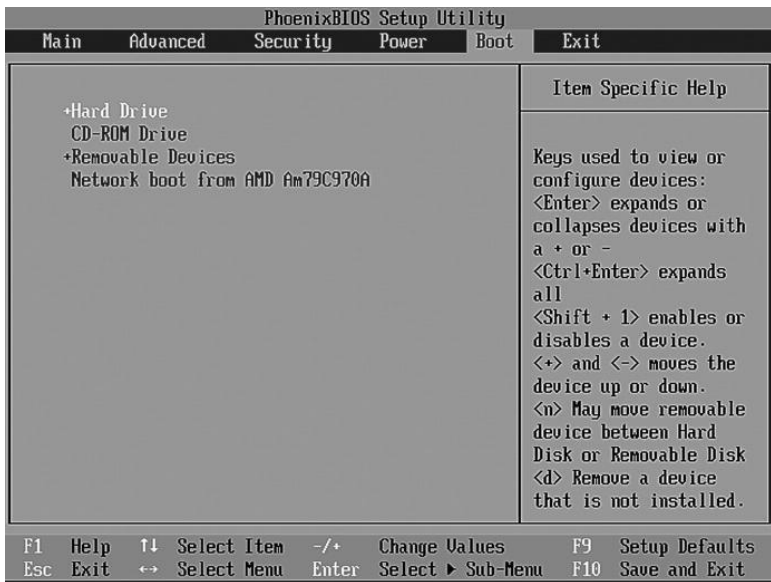 PhoenixBIOS Setup Utility
Main Advanced Security Power Boot Exit
+Hard Drive
CD-ROM Drive
+Removable Devices
Network boot from AMD Am79C970A
Item Specific Help
Keys used to view or
configure devices:
<Enter> expands or
collapses devices with
a + or -
<Ctrl+Enter> expands
all
<Shift + 1> enables or
disables a device.
<+> and <-> moves the
device up or down.
<n> May move removable
device between Hard
Disk or Removable Disk
<d> Remove a device
that is not installed.
F1 Help ↑↓ Select Item -/+ Change Values F9 Setup Defaults
Esc Exit ↔ Select Menu Enter Select ▶ Sub-Menu F10 Save and Exit